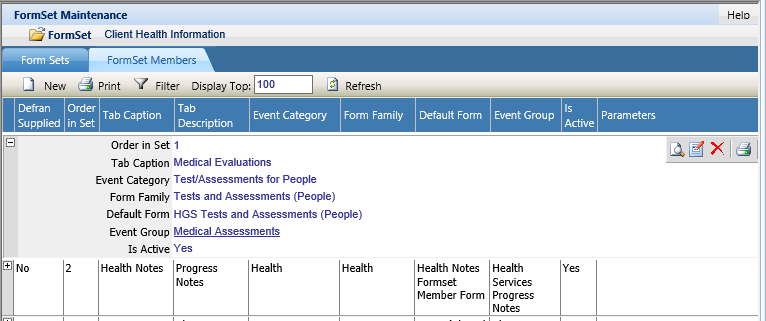 FormSet Maintenance Help
FormSet Client Health Information
Form Sets FormSet Members
New Print Filter Display Top: 100 Refresh
Defran Supplied Order in Set Tab Caption Tab Description Event Category Form Family Default Form Event Group Is Active Parameters
Order in Set 1
Tab Caption Medical Evaluations
Event Category Test/Assessments for People
Form Family Tests and Assessments (People)
Default Form HGS Tests and Assessments (People)
Event Group Medical Assessments
Is Active Yes
No 2 Health Notes Progress Notes Health Health Health Notes Formset Member Form Health Services Progress Notes Yes